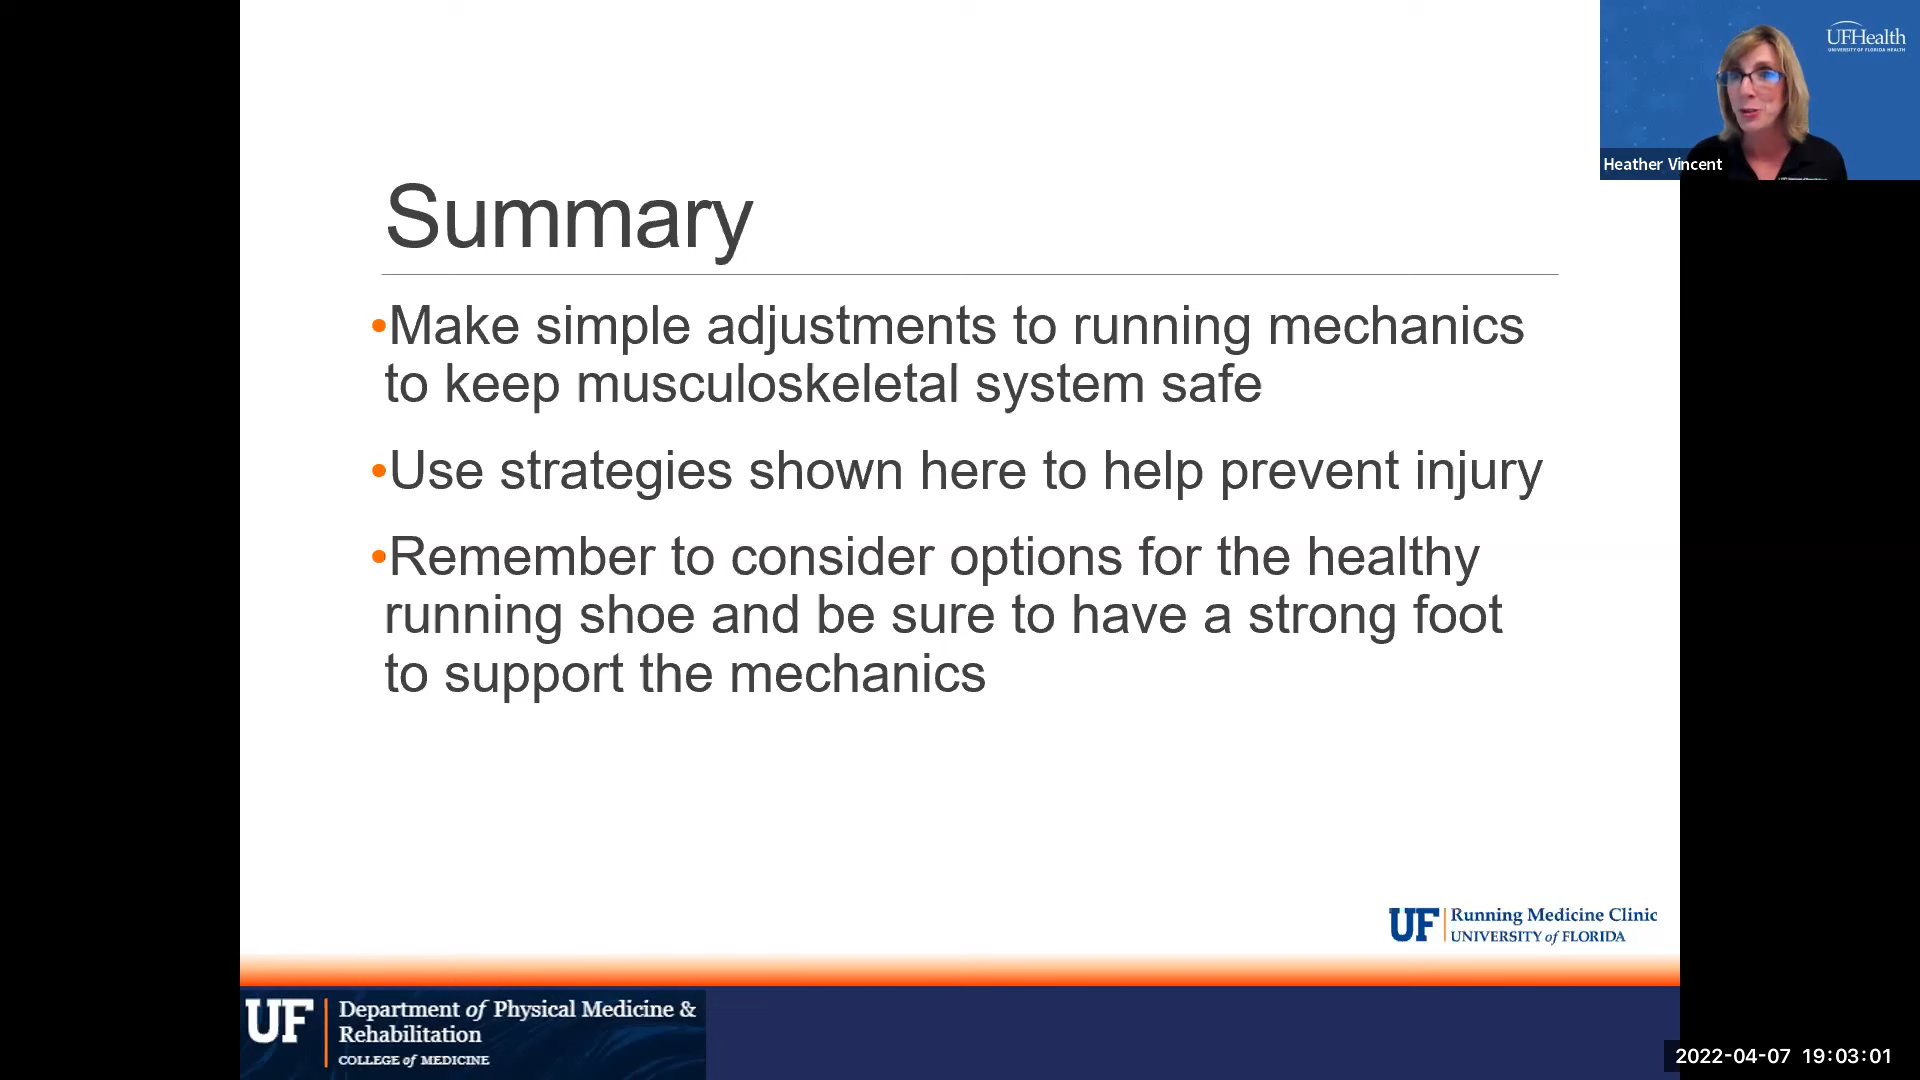 UFHealth
UNIVERSITY OF FLORIDA HEALTH
Heather Vincent
Summary
•Make simple adjustments to running mechanics
to keep musculoskeletal system safe
•Use strategies shown here to help prevent injury
•Remember to consider options for the healthy
running shoe and be sure to have a strong foot
to support the mechanics
UF Running Medicine Clinic
UNIVERSITY of FLORIDA
UF Department of Physical Medicine &
Rehabilitation
COLLEGE of MEDICINE
2022-04-07 19:03:01